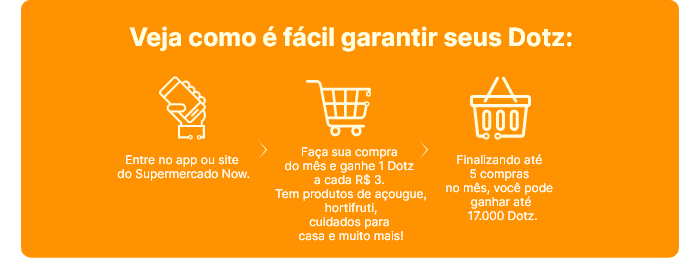 Veja como é fácil garantir seus Dotz:
Entre no app ou site
do Supermercado Now.
Faça sua compra
do mês e ganhe 1 Dotz
a cada R$ 3.
Tem produtos de açougue,
hortifruti,
cuidados para
casa e muito mais!
Finalizando até
5 compras
no mês, você pode
ganhar até
17.000 Dotz.